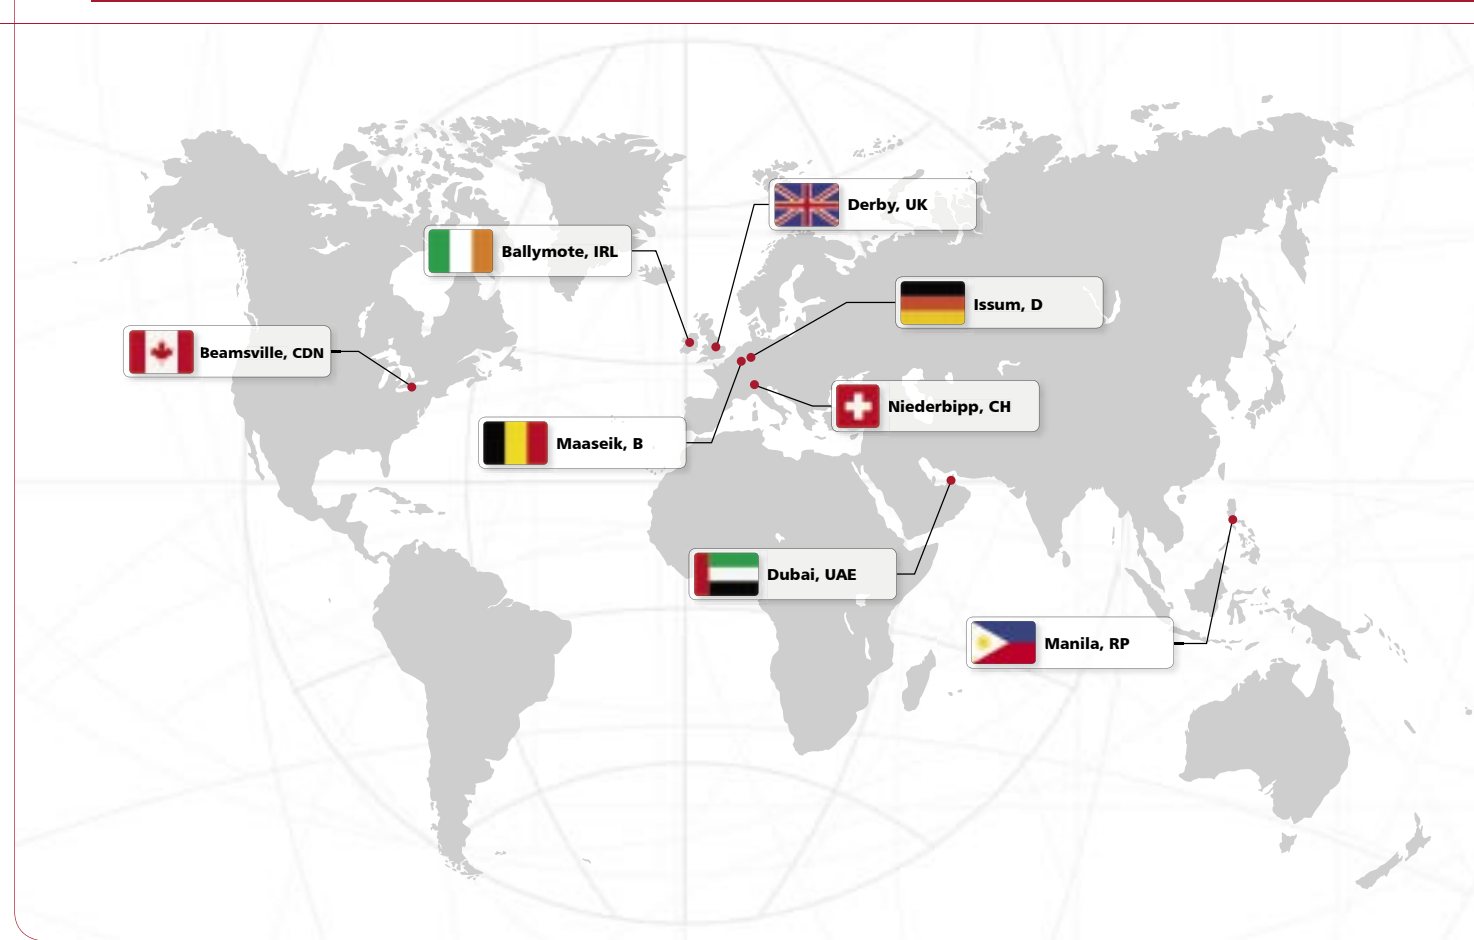 Derby, UK
Ballymote, IRL
Issum, D
Beamsville, CDN
Niederbipp, CH
Maaseik, B
Dubai, UAE
Manila, RP